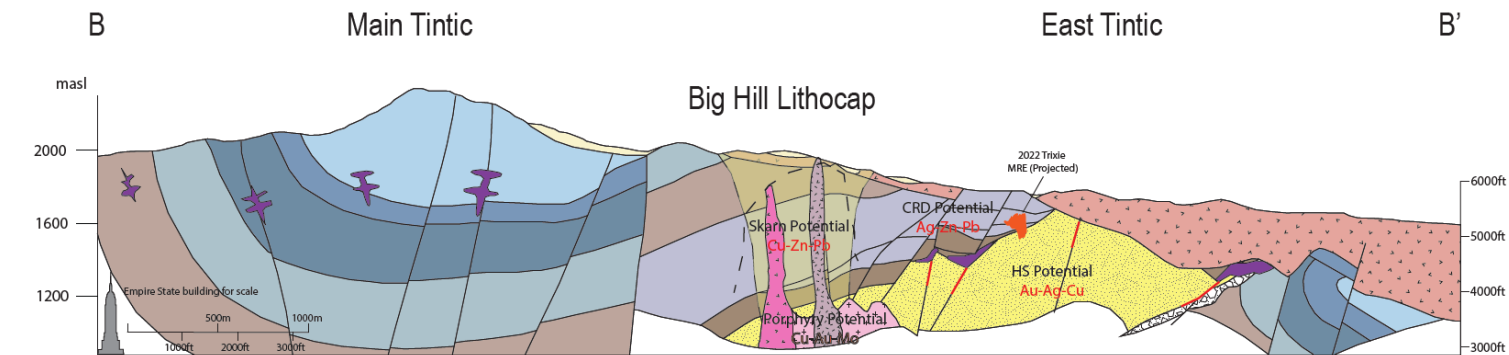 B
Main Tintic
East Tintic
B’
masl
Big Hill Lithocap
2000
1600
1200
2022 Trixie
MRE (Projected)
6000ft
5000ft
4000ft
3000ft
CRD Potential
Ag-Zn-Pb
Skarn Potential
Cu-Zn-Pb
HS Potential
Au-Ag-Cu
Porphyry Potential
Cu-Au-Mo
Empire State building for scale
500m
1000m
1000ft
2000ft
3000ft